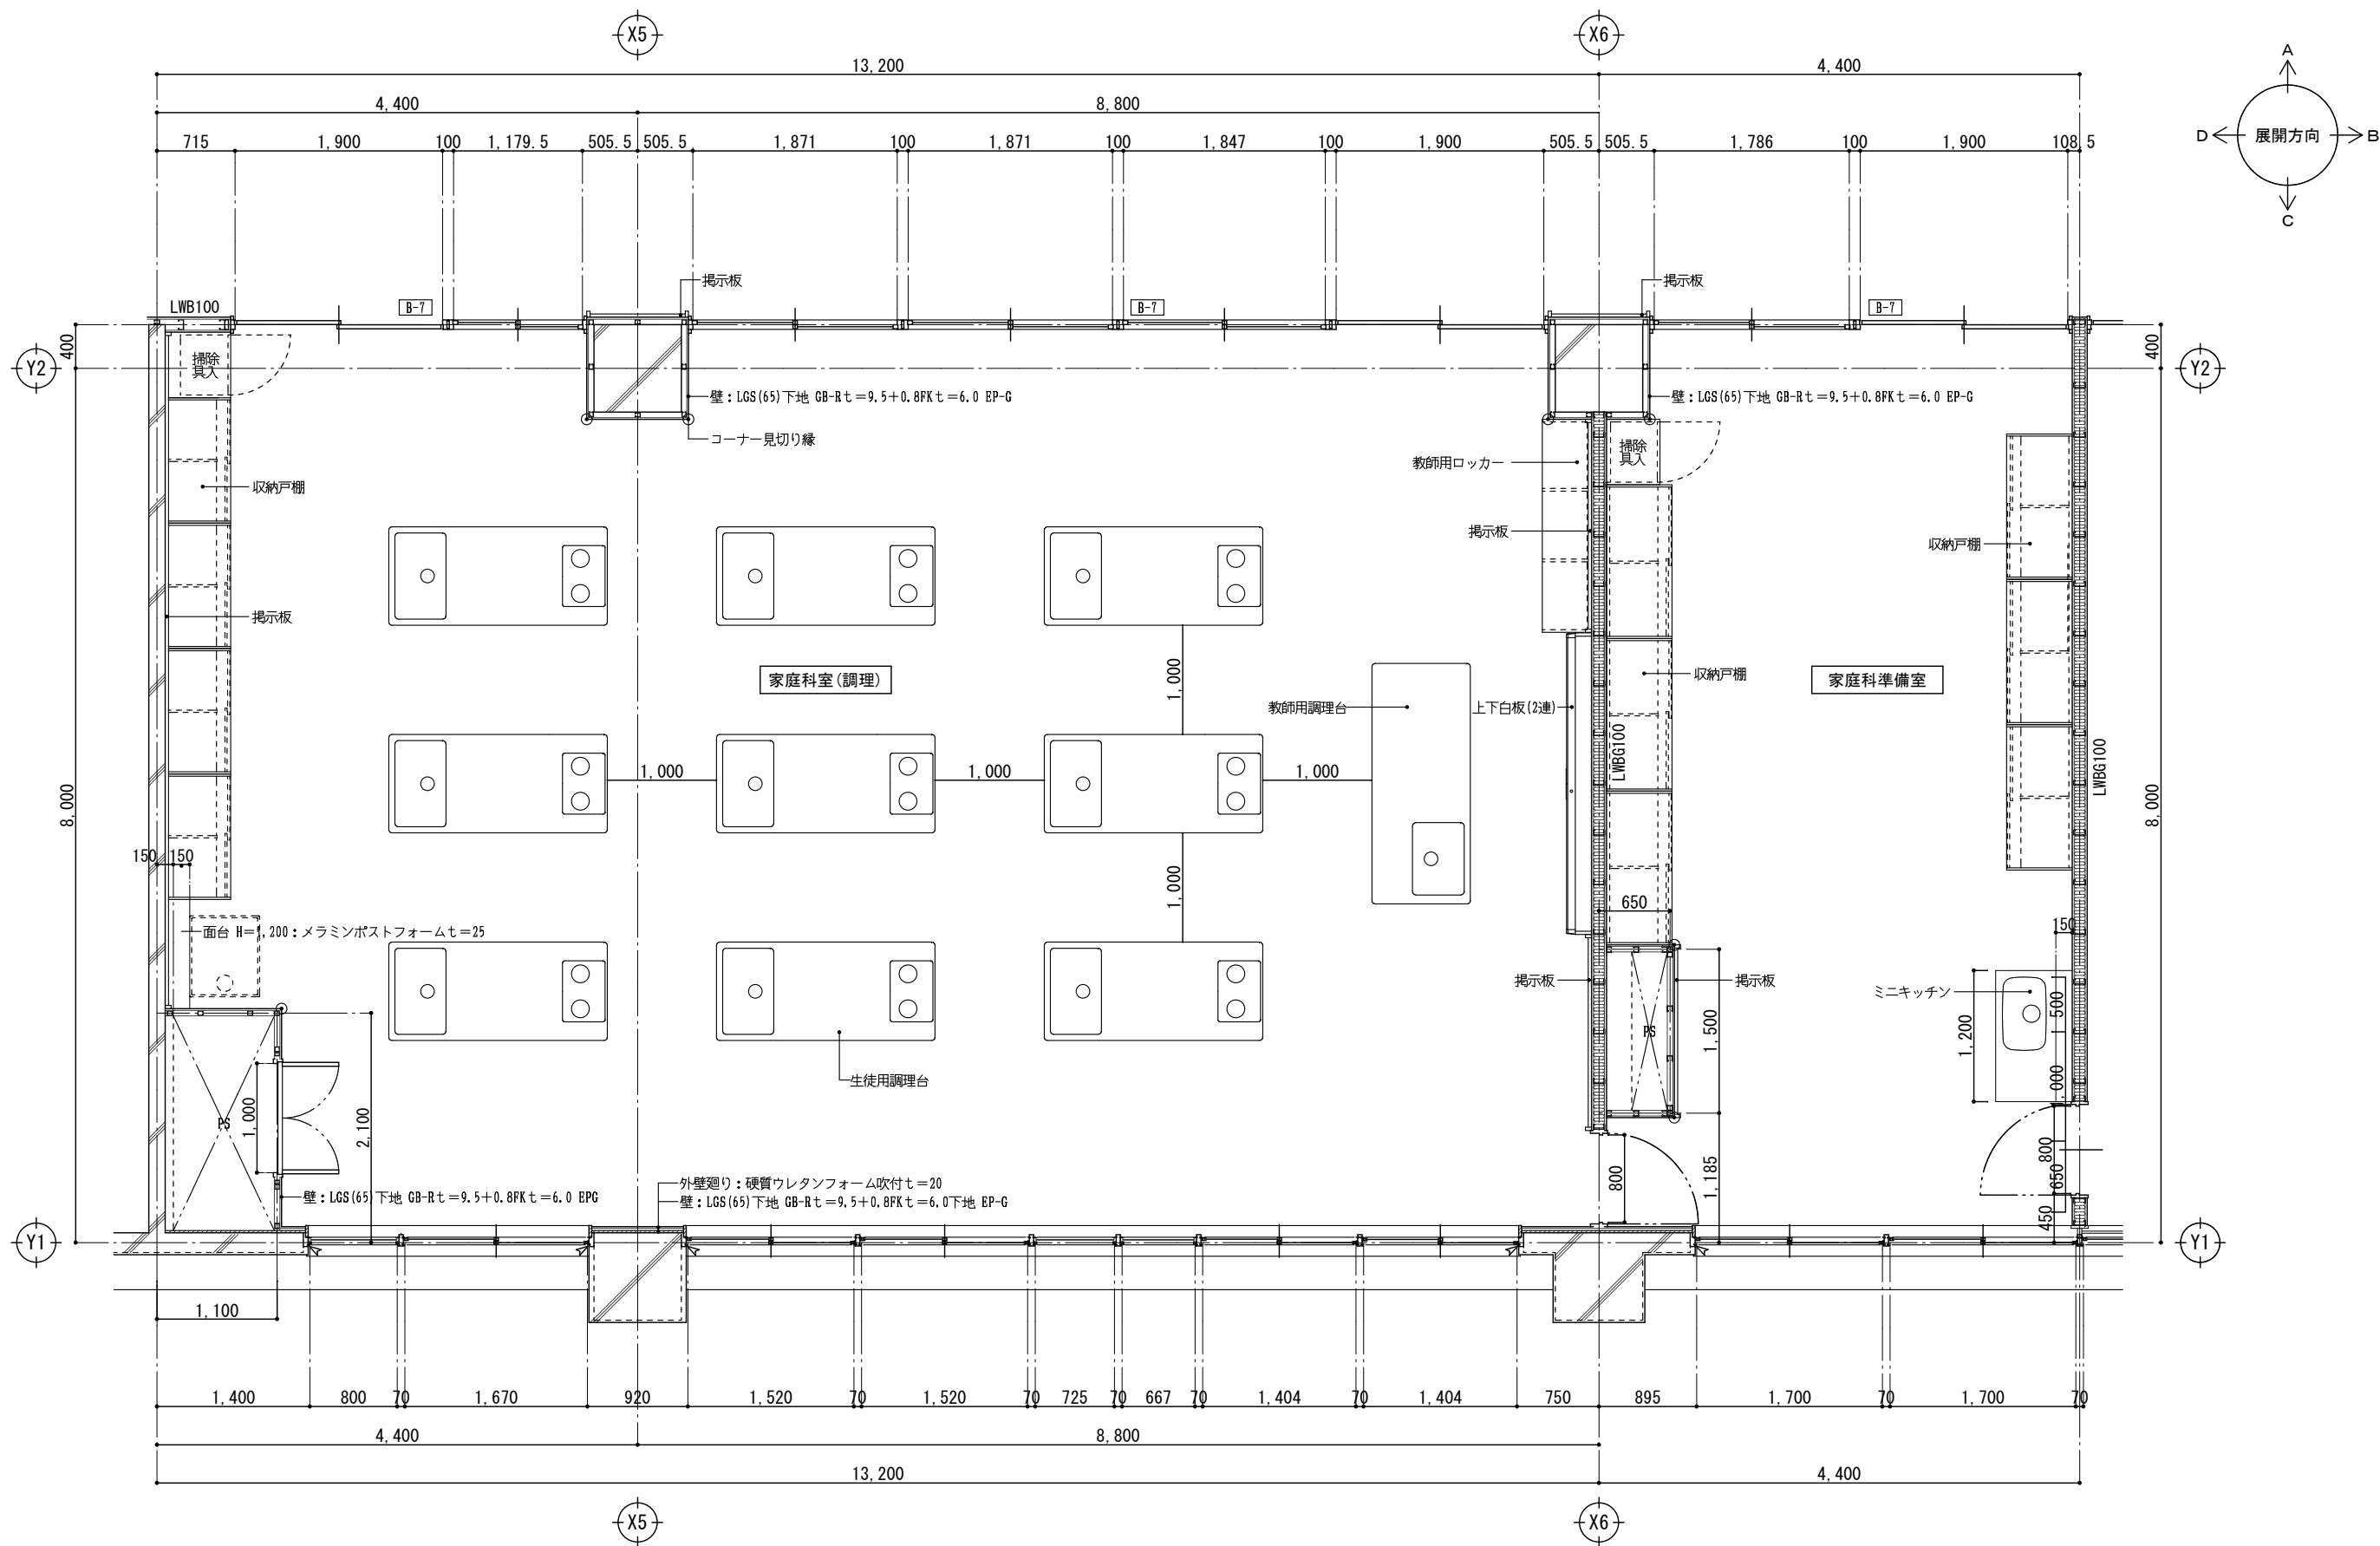 X5
X6
13,200
4,400
A
D
展開方向
B
C
4,400
8,800
715
1,900
100
1,179.5
505.5
505.5
1,871
100
1,871
100
1,847
100
1,900
505.5
505.5
1,786
100
1,900
108.5
掲示板
掲示板
LWB100
B-7
B-7
B-7
400
400
Y2
Y2
掃除
具入
壁：LGS(65)下地 GB-Rt＝9.5＋0.8FKt＝6.0 EP-G
壁：LGS(65)下地 GB-Rt＝9.5＋0.8FKt＝6.0 EP-G
コーナー見切り縁
掃除
具入
教師用ロッカー
収納戸棚
掲示板
収納戸棚
掲示板
家庭科室(調理)
1,000
収納戸棚
家庭科準備室
教師用調理台
上下白板(2連)
LWBG100
LWBG100
1,000
1,000
1,000
8,000
8,000
150
150
1,000
650
150
面台 H＝1,200：メラミンポストフォームt＝25
掲示板
掲示板
ミニキッチン
500
1,200
1,500
PS
生徒用調理台
1,000
PS
1,000
2,100
800
650
450
800
1,185
外壁廻り：硬質ウレタンフォーム吹付t＝20
壁：LGS(65)下地 GB-Rt＝9.5＋0.8FKt＝6.0 EPG
壁：LGS(65)下地 GB-Rt＝9.5＋0.8FKt＝6.0下地 EP-G
Y1
Y1
1,100
1,400
800
70
1,670
920
1,520
70
1,520
70
725
70
667
70
1,404
70
1,404
750
895
1,700
70
1,700
70
4,400
8,800
13,200
4,400
X5
X6